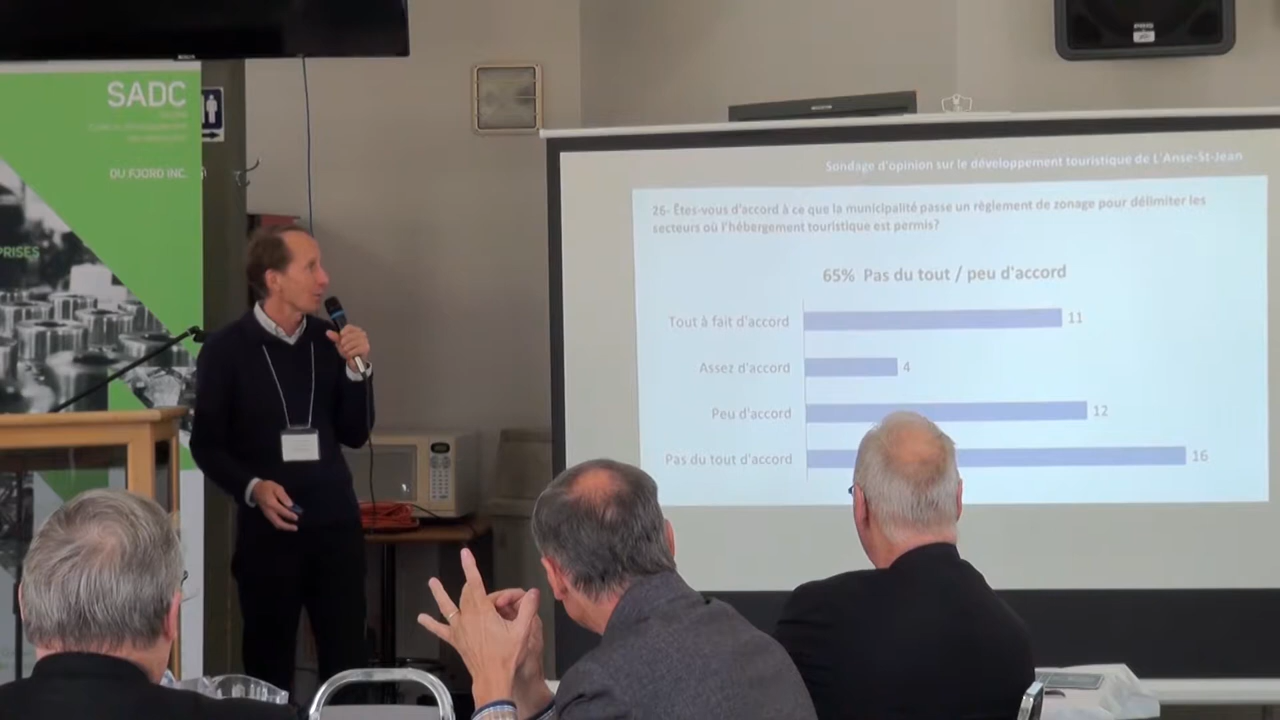 SADC
DU FJORD INC.
PRISES
Sondage d'opinion sur le développement touristique de L'Anse-St-Jean
26- Êtes-vous d'accord à ce que la municipalité passe un règlement de zonage pour délimiter les
secteurs où l'hébergement touristique est permis?
65% Pas du tout / peu d'accord
Tout à fait d'accord 11
Assez d'accord 4
Peu d'accord 12
Pas du tout d'accord 16